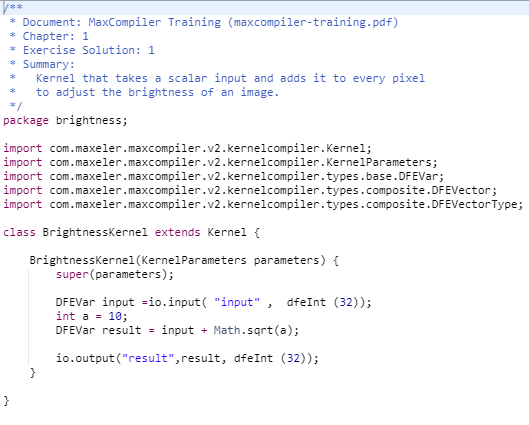 /**
 * Document: MaxCompiler Training (maxcompiler-training.pdf)
 * Chapter: 1
 * Exercise Solution: 1
 * Summary:
 *   Kernel that takes a scalar input and adds it to every pixel
 *   to adjust the brightness of an image.
 */
package brightness;

import com.maxeler.maxcompiler.v2.kernelcompiler.Kernel;
import com.maxeler.maxcompiler.v2.kernelcompiler.KernelParameters;
import com.maxeler.maxcompiler.v2.kernelcompiler.types.base.DFEVar;
import com.maxeler.maxcompiler.v2.kernelcompiler.types.composite.DFEVector;
import com.maxeler.maxcompiler.v2.kernelcompiler.types.composite.DFEVectorType;

class BrightnessKernel extends Kernel {

    BrightnessKernel(KernelParameters parameters) {
        super(parameters);

        DFEVar input =io.input( "input" ,  dfeInt (32));
        int a = 10;
        DFEVar result = input + Math.sqrt(a);

        io.output("result",result, dfeInt (32));
    }

}